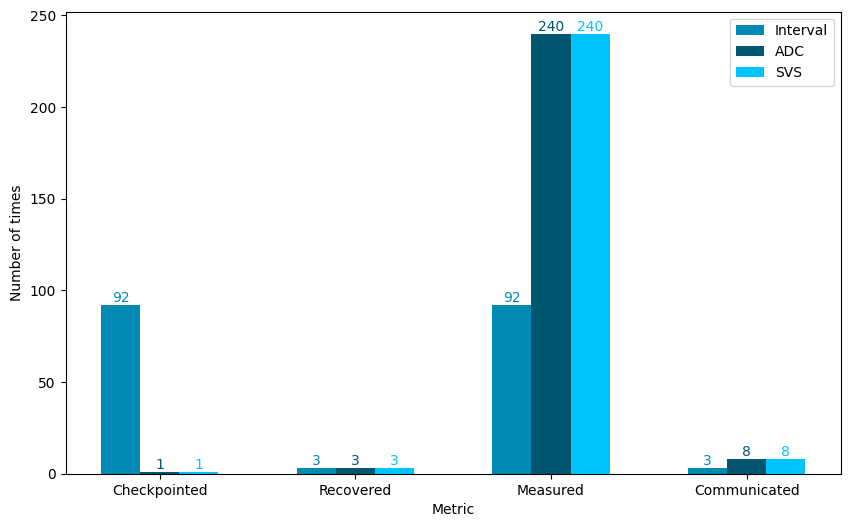 250
200
150
100
50
0
Number of times
Interval
ADC
SVS
92
1
1
3
3
3
92
240
240
3
8
8
Checkpointed
Recovered
Measured
Communicated
Metric